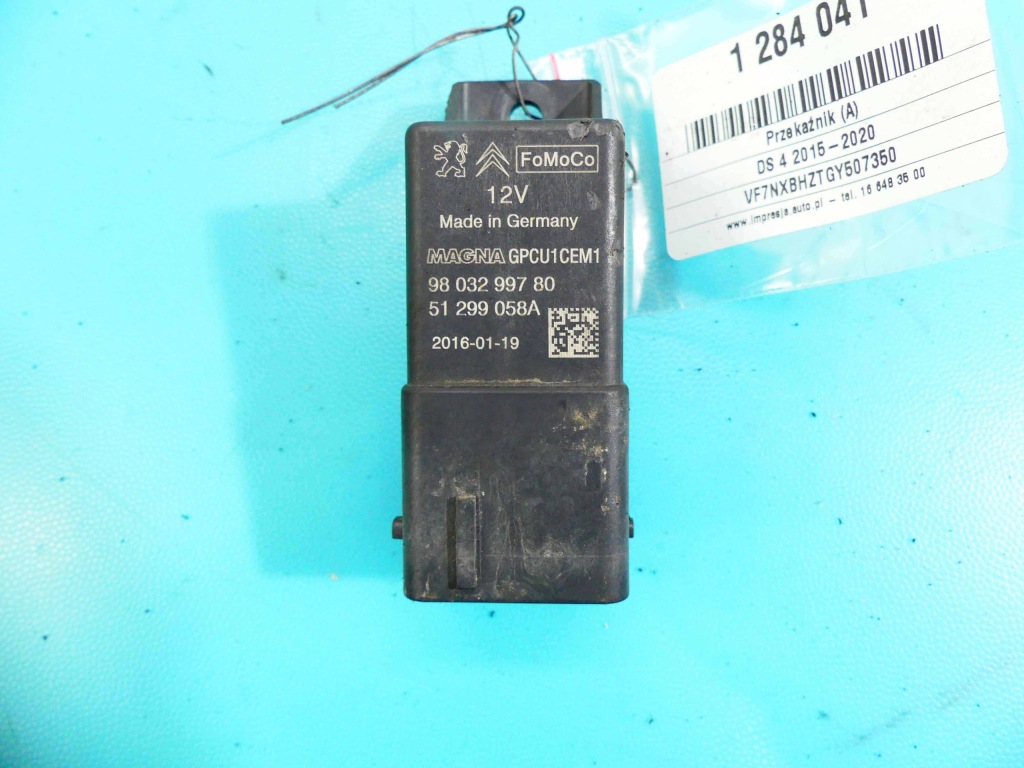 1 284 041
Przekaźnik (A)
DS 4 2015-2020
VF7NXBHZTGY507350
www.impresja.auto.pl - tel. 16 648 35 00
FoMoCo
12V
Made in Germany
MAGNA GPCU1CEM1
98 032 997 80
51 299 058A
2016-01-19